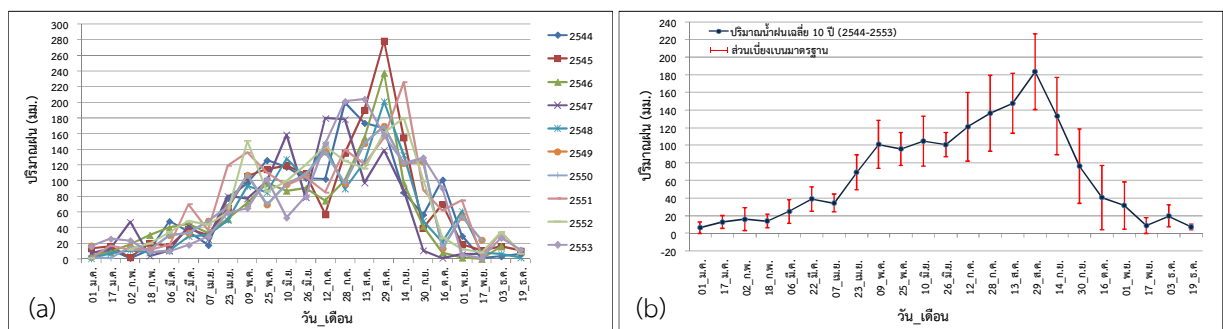 ปริมาณฝน (มม.)
300
280
260
240
220
200
180
160
140
120
100
80
60
40
20
0
01_ม.ค.
17_ม.ค.
02_ก.พ.
18_ก.พ.
06_มี.ค.
22_มี.ค.
07_เม.ย.
23_เม.ย.
09_พ.ค.
25_พ.ค.
10_มิ.ย.
26_มิ.ย.
12_ก.ค.
28_ก.ค.
13_ส.ค.
29_ส.ค.
14_ก.ย.
30_ก.ย.
16_ต.ค.
01_พ.ย.
17_พ.ย.
03_ธ.ค.
19_ธ.ค.
วัน_เดือน
2544
2545
2546
2547
2548
2549
2550
2551
2552
2553
(a)
ปริมาณฝน (มม.)
240
220
200
180
160
140
120
100
80
60
40
20
0
-20
ปริมาณน้ำฝนเฉลี่ย 10 ปี (2544-2553)
ส่วนเบี่ยงเบนมาตรฐาน
01_ม.ค.
17_ม.ค.
02_ก.พ.
18_ก.พ.
06_มี.ค.
22_มี.ค.
07_เม.ย.
23_เม.ย.
09_พ.ค.
25_พ.ค.
10_มิ.ย.
26_มิ.ย.
12_ก.ค.
28_ก.ค.
13_ส.ค.
29_ส.ค.
14_ก.ย.
30_ก.ย.
16_ต.ค.
01_พ.ย.
17_พ.ย.
03_ธ.ค.
19_ธ.ค.
วัน_เดือน
(b)